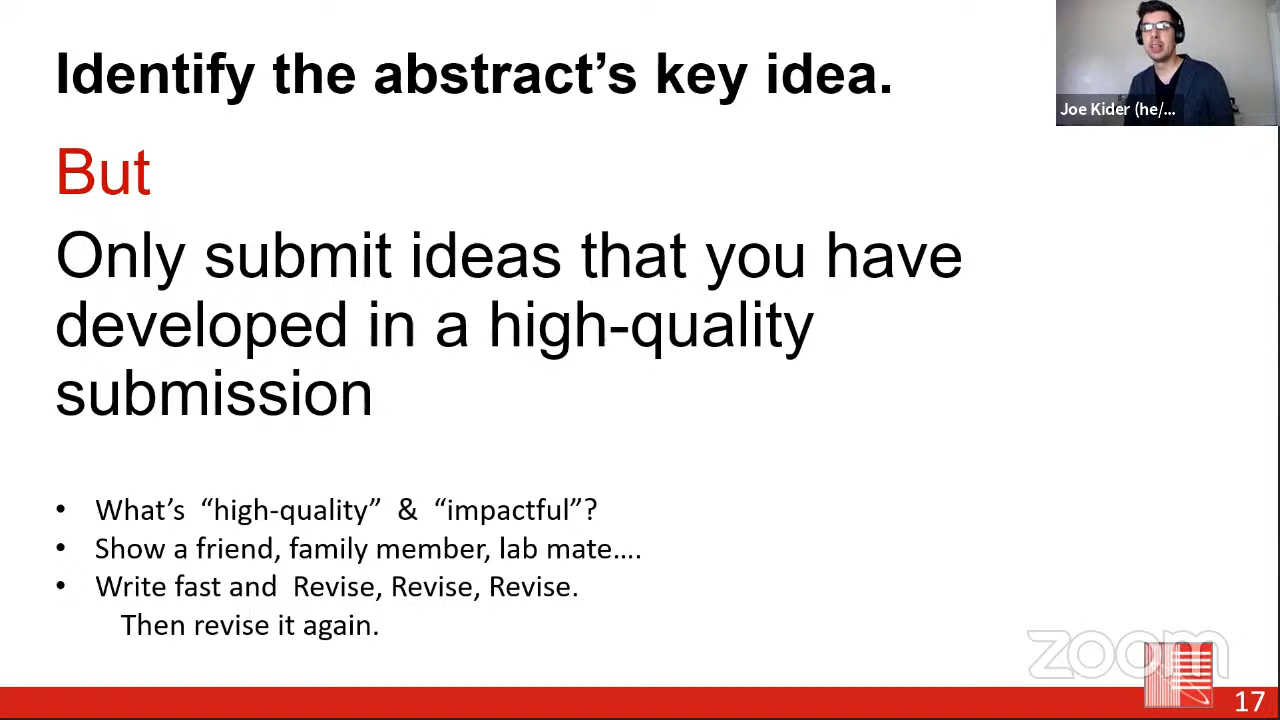 Identify the abstract’s key idea.
Joe Kider (he/...
But
Only submit ideas that you have
developed in a high-quality
submission
• What’s “high-quality” & “impactful”?
• Show a friend, family member, lab mate....
• Write fast and Revise, Revise, Revise.
Then revise it again.
zoom
17